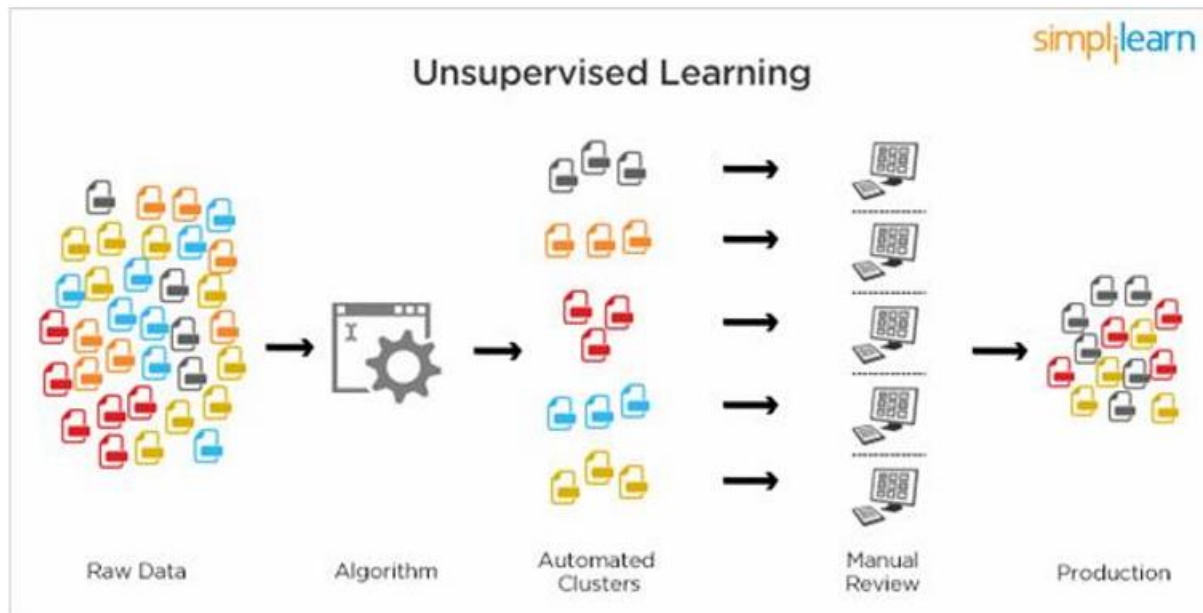 simplilearn
Unsupervised Learning
Raw Data
Algorithm
Automated
Clusters
Manual
Review
Production